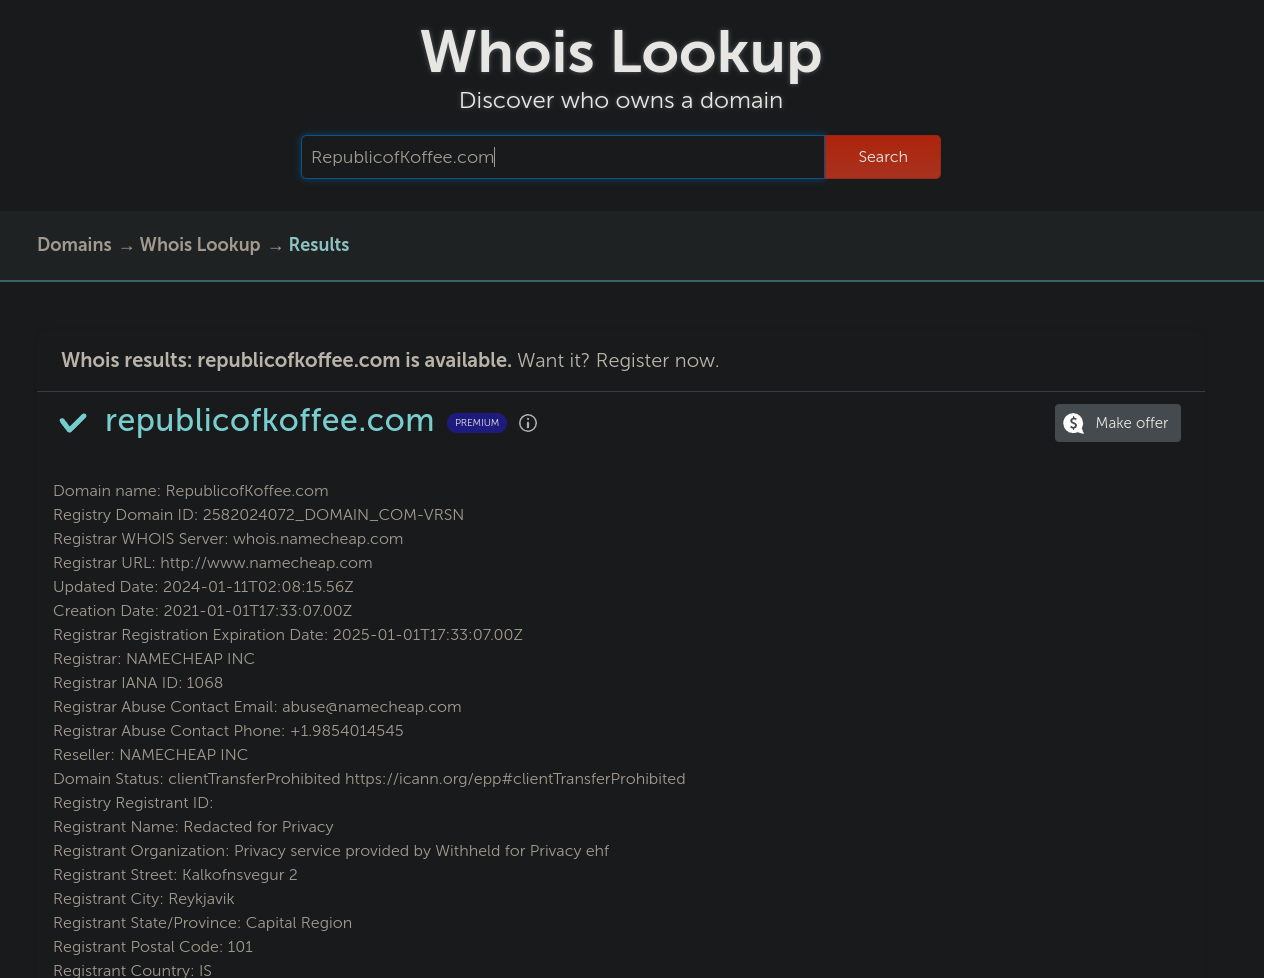 Whois Lookup
Discover who owns a domain
RepublicofKoffee.com
Search
Domains → Whois Lookup → Results
Whois results: republicofkoffee.com is available. Want it? Register now.
republicofkoffee.com PREMIUM
Make offer
Domain name: RepublicofKoffee.com
Registry Domain ID: 2582024072_DOMAIN_COM-VRSN
Registrar WHOIS Server: whois.namecheap.com
Registrar URL: http://www.namecheap.com
Updated Date: 2024-01-11T02:08:15.56Z
Creation Date: 2021-01-01T17:33:07.00Z
Registrar Registration Expiration Date: 2025-01-01T17:33:07.00Z
Registrar: NAMECHEAP INC
Registrar IANA ID: 1068
Registrar Abuse Contact Email: abuse@namecheap.com
Registrar Abuse Contact Phone: +1.9854014545
Reseller: NAMECHEAP INC
Domain Status: clientTransferProhibited https://icann.org/epp#clientTransferProhibited
Registry Registrant ID:
Registrant Name: Redacted for Privacy
Registrant Organization: Privacy service provided by Withheld for Privacy ehf
Registrant Street: Kalkofnsvegur 2
Registrant City: Reykjavik
Registrant State/Province: Capital Region
Registrant Postal Code: 101
Registrant Country: IS